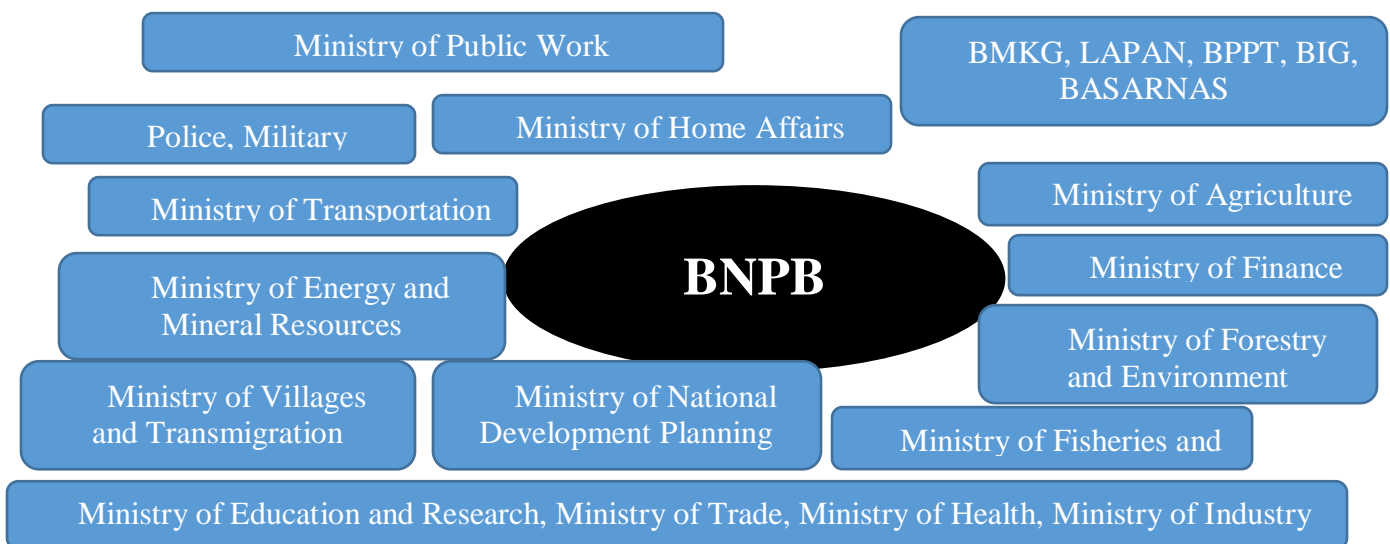 Ministry of Public Work
BMKG, LAPAN, BPPT, BIG,
BASARNAS
Police, Military
Ministry of Home Affairs
Ministry of Transportation
Ministry of Agriculture
BNPB
Ministry of Finance
Ministry of Energy and
Mineral Resources
Ministry of Forestry
and Environment
Ministry of Villages
and Transmigration
Ministry of National
Development Planning
Ministry of Fisheries and
Ministry of Education and Research, Ministry of Trade, Ministry of Health, Ministry of Industry